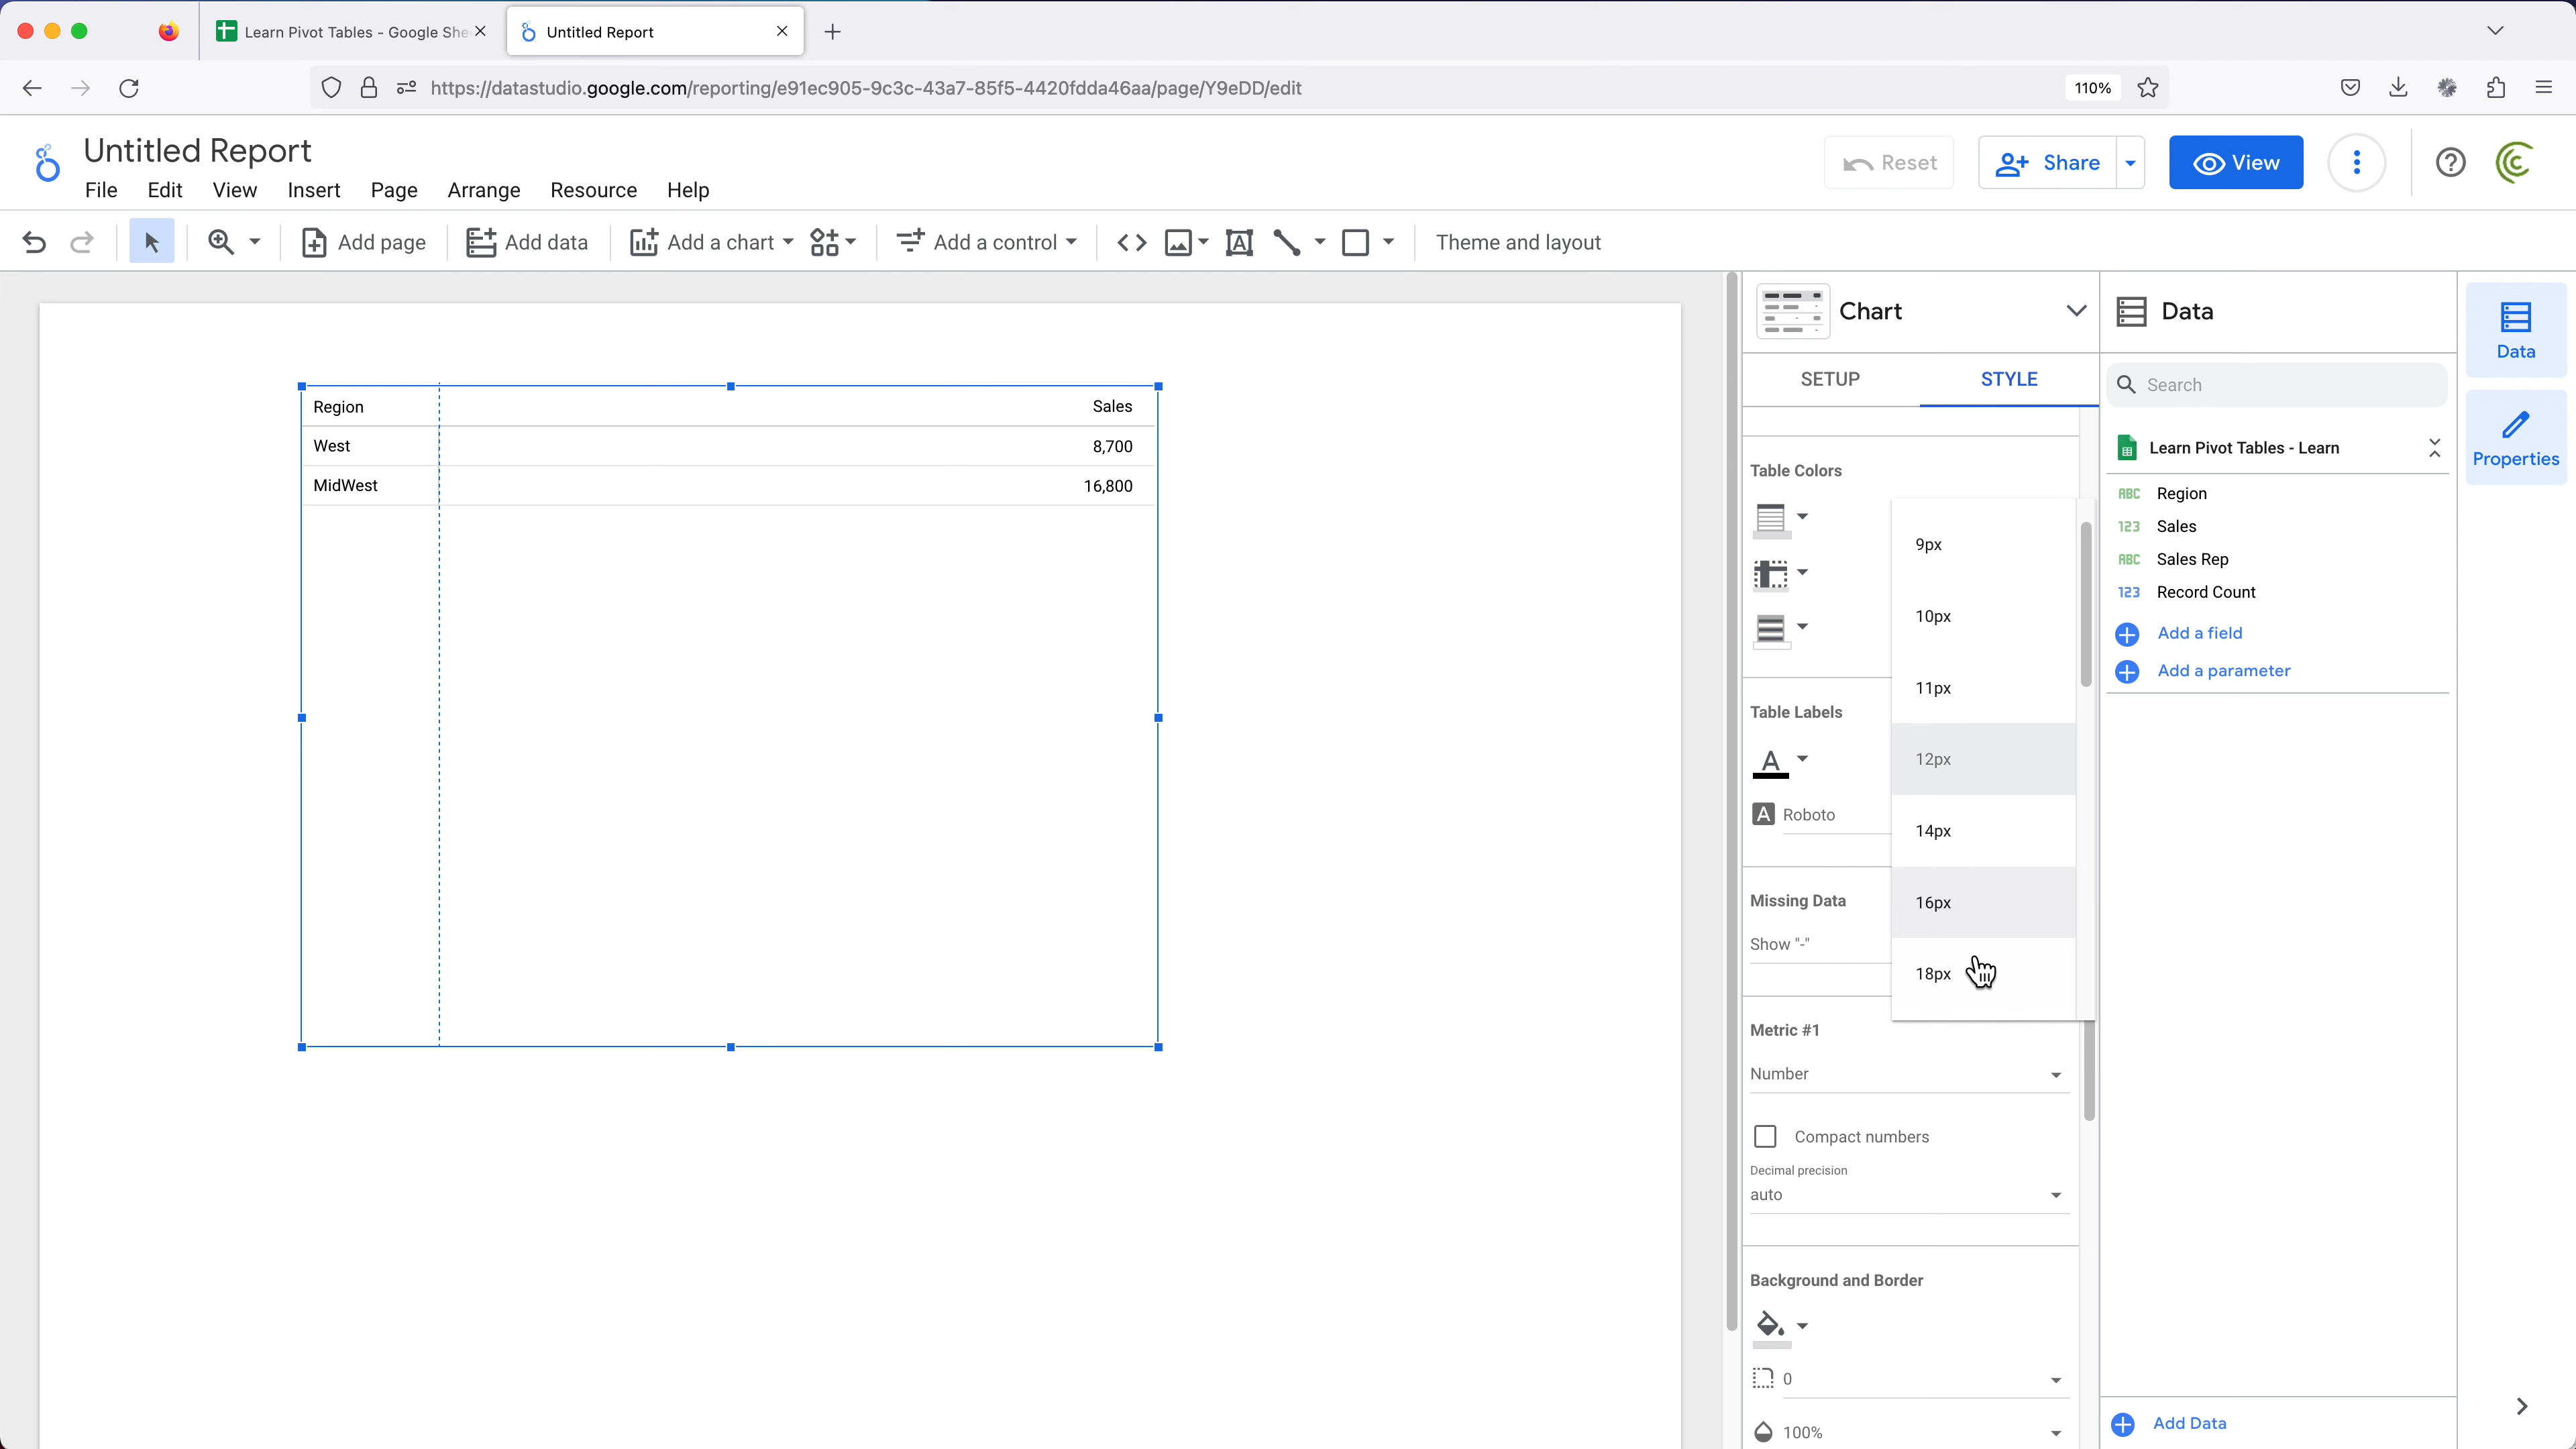 Learn Pivot Tables - Google She
Untitled Report
https://datastudio.google.com/reporting/e91ec905-9c3c-43a7-85f5-4420fdda46aa/page/Y9eDD/edit
110%
Untitled Report
File Edit View Insert Page Arrange Resource Help
Reset
Share
View
Add page
Add data
Add a chart
Add a control
Theme and layout
Region Sales
West 8,700
MidWest 16,800
Chart
SETUP STYLE
Table Colors
Table Labels
A
A Roboto
9px
10px
11px
12px
14px
16px
18px
Missing Data
Show "-"
Metric #1
Number
Compact numbers
Decimal precision
auto
Background and Border
0
100%
Data
Search
Learn Pivot Tables - Learn
ABC Region
123 Sales
ABC Sales Rep
123 Record Count
Add a field
Add a parameter
Add Data
Data
Properties